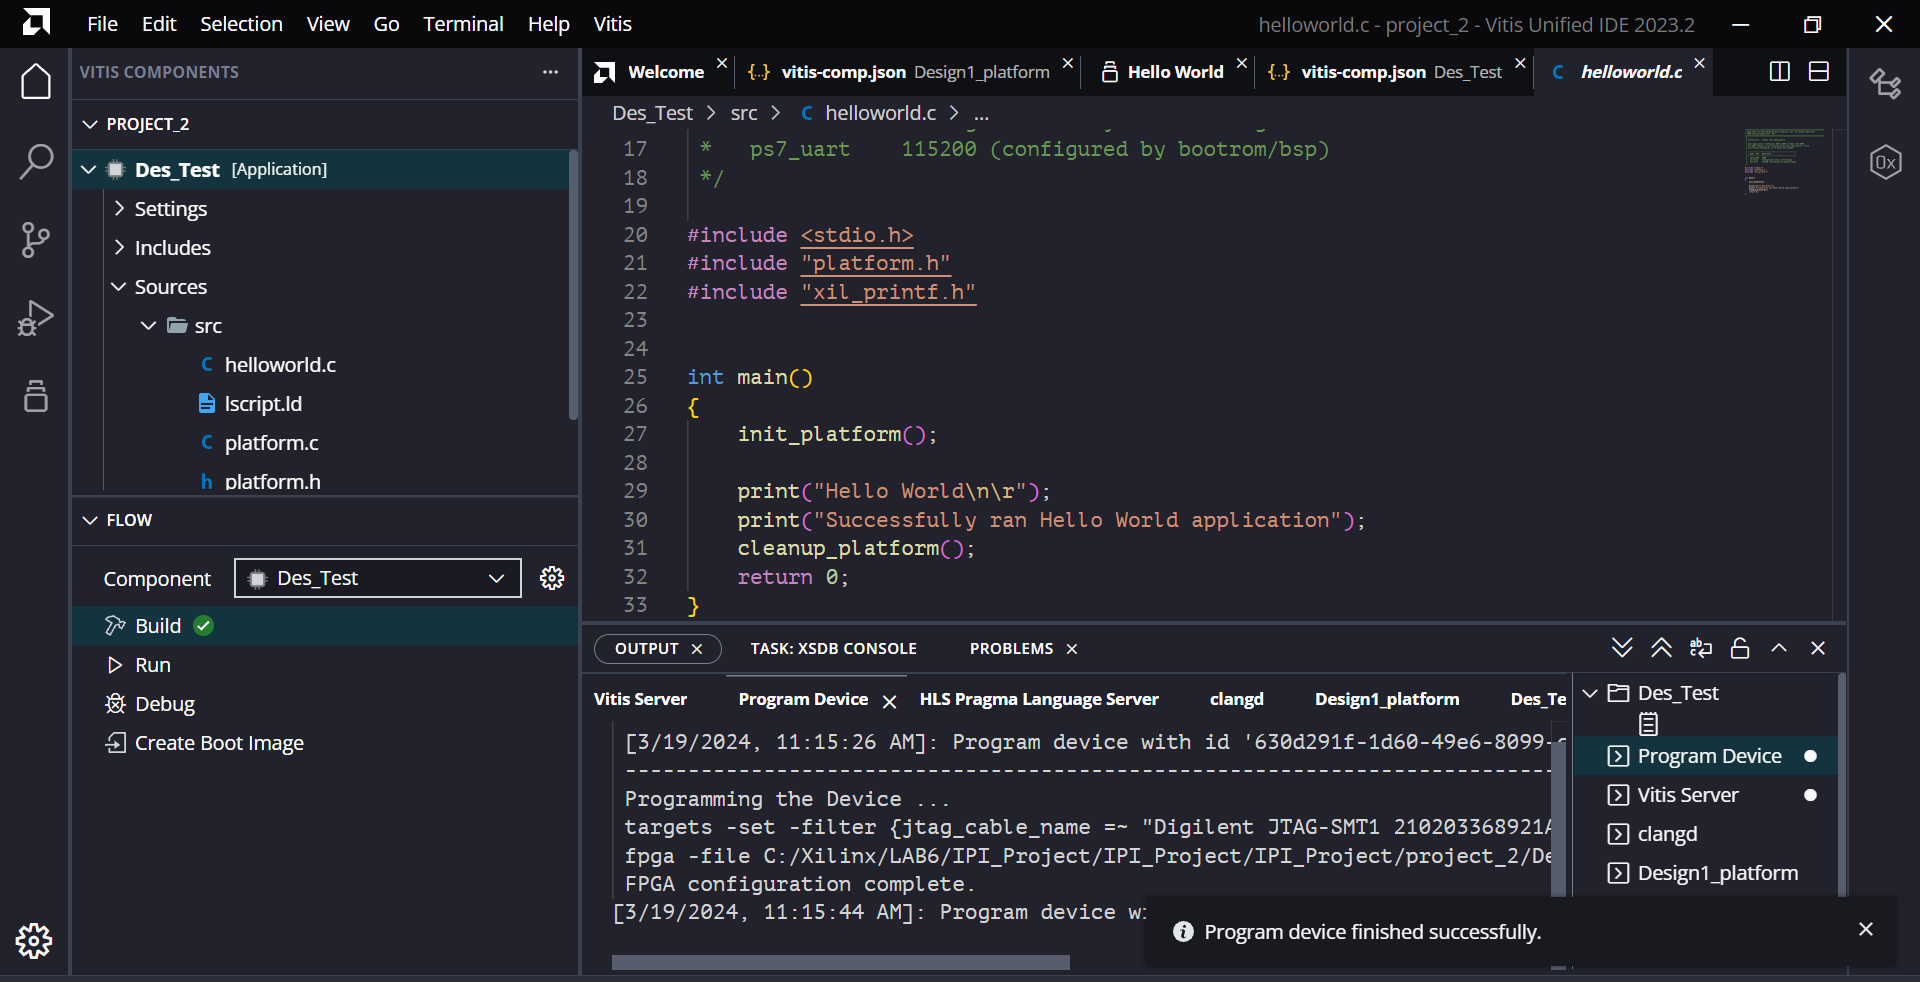 File Edit Selection View Go Terminal Help Vitis
helloworld.c - project_2 - Vitis Unified IDE 2023.2
VITIS COMPONENTS
PROJECT_2
Des_Test [Application]
Settings
Includes
Sources
src
C helloworld.c
lscript.ld
C platform.c
h platform.h
FLOW
Component Des_Test
Build
Run
Debug
Create Boot Image
Welcome {..} vitis-comp.json Design1_platform Hello World {..} vitis-comp.json Des_Test C helloworld.c
Des_Test > src > C helloworld.c > ...
17 * ps7_uart 115200 (configured by bootrom/bsp)
18 */
19
20 #include <stdio.h>
21 #include "platform.h"
22 #include "xil_printf.h"
23
24
25 int main()
26 {
27 init_platform();
28
29 print("Hello World\n\r");
30 print("Successfully ran Hello World application");
31 cleanup_platform();
32 return 0;
33 }
OUTPUT TASK: XSDB CONSOLE PROBLEMS
Vitis Server Program Device HLS Pragma Language Server clangd Design1_platform Des_Te
[3/19/2024, 11:15:26 AM]: Program device with id '630d291f-1d60-49e6-8099-
--------------------------------------------------------------------------
Programming the Device ...
targets -set -filter {jtag_cable_name =~ "Digilent JTAG-SMT1 210203368921A
fpga -file C:/Xilinx/LAB6/IPI_Project/IPI_Project/IPI_Project/project_2/De
FPGA configuration complete.
[3/19/2024, 11:15:44 AM]: Program device wi
Des_Test
Program Device
Vitis Server
clangd
Design1_platform
Program device finished successfully.
0x